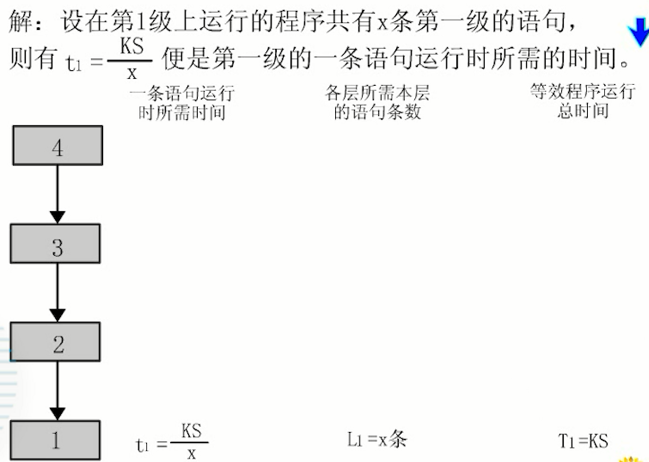 解：设在第1级上运行的程序共有x条第一级的语句，
则有 t₁ = KS/x 便是第一级的一条语句运行时所需的时间。
一条语句运行 各层所需本层 等效程序运行
时所需时间 的语句条数 总时间
4
3
2
1 t₁ = KS/x L₁=x条 T₁=KS